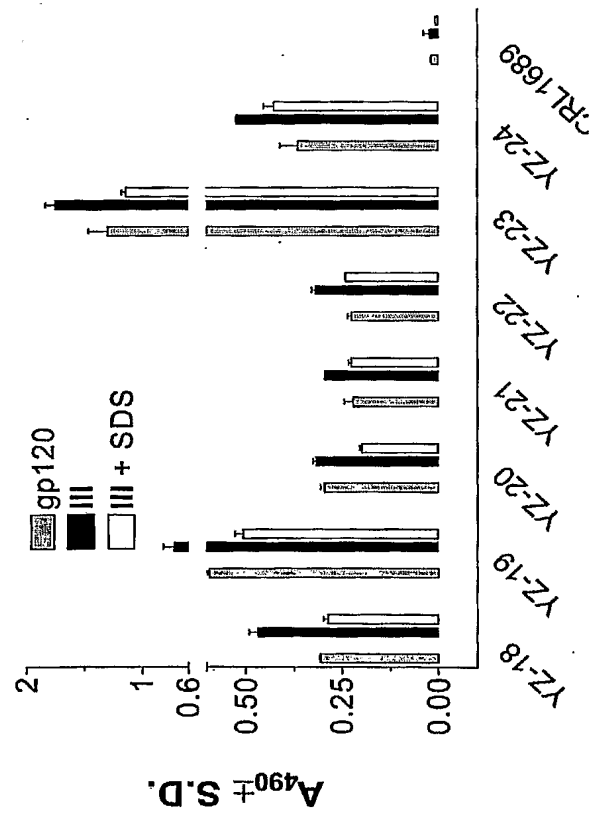 gp120
III
III + SDS
2
1
0.6
0.50
0.25
0.00
A490 ± S.D.
YZ-18
YZ-19
YZ-20
YZ-21
YZ-22
YZ-23
YZ-24
CRL1689